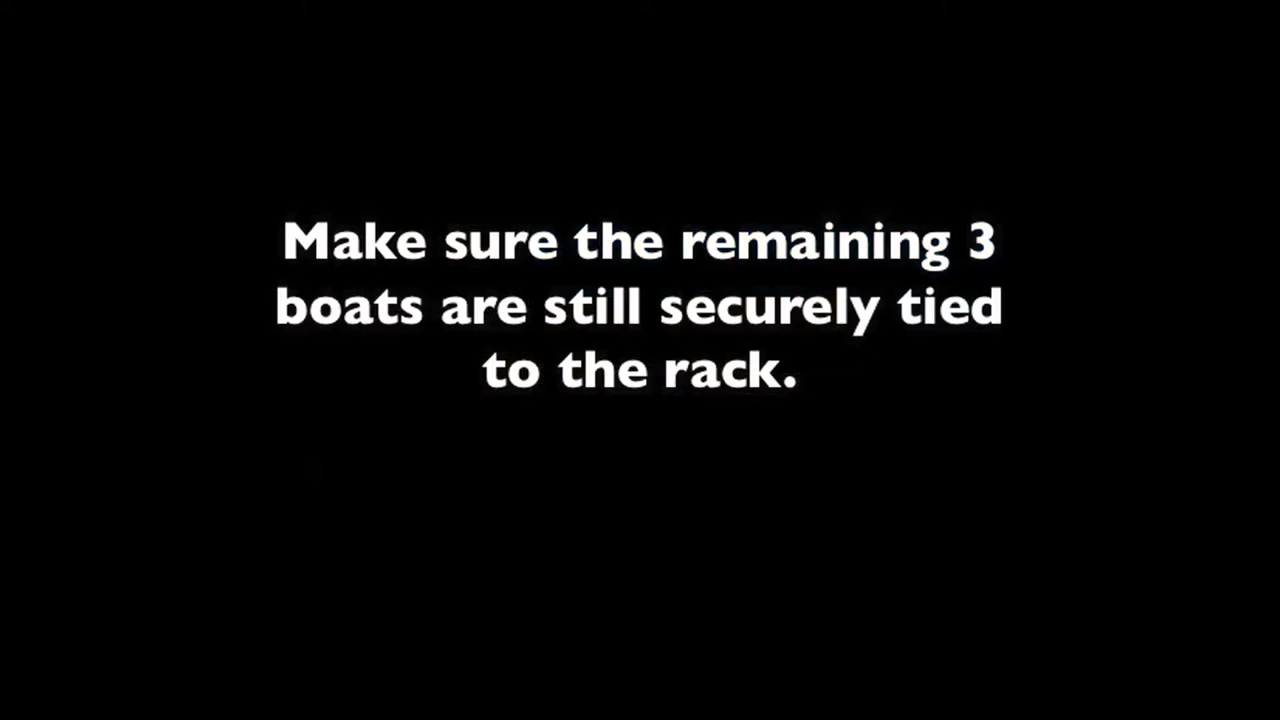 Make sure the remaining 3
boats are still securely tied
to the rack.